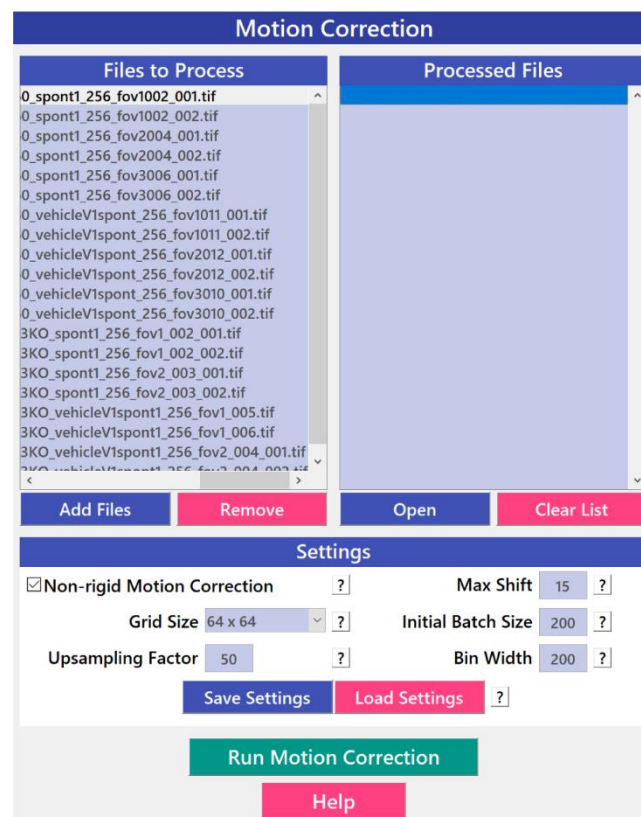 Motion Correction
Files to Process
0_spont1_256_fov1002_001.tif
0_spont1_256_fov1002_002.tif
0_spont1_256_fov2004_001.tif
0_spont1_256_fov2004_002.tif
0_spont1_256_fov3006_001.tif
0_spont1_256_fov3006_002.tif
0_vehicleV1spont_256_fov1011_001.tif
0_vehicleV1spont_256_fov1011_002.tif
0_vehicleV1spont_256_fov2012_001.tif
0_vehicleV1spont_256_fov2012_002.tif
0_vehicleV1spont_256_fov3010_001.tif
0_vehicleV1spont_256_fov3010_002.tif
3KO_spont1_256_fov1_002_001.tif
3KO_spont1_256_fov1_002_002.tif
3KO_spont1_256_fov2_003_001.tif
3KO_spont1_256_fov2_003_002.tif
3KO_vehicleV1spont1_256_fov1_005.tif
3KO_vehicleV1spont1_256_fov1_006.tif
3KO_vehicleV1spont1_256_fov2_004_001.tif
Add Files Remove
Processed Files
Open Clear List
Settings
Non-rigid Motion Correction ? Max Shift 15 ?
Grid Size 64 x 64 ? Initial Batch Size 200 ?
Upsampling Factor 50 ? Bin Width 200 ?
Save Settings Load Settings ?
Run Motion Correction
Help